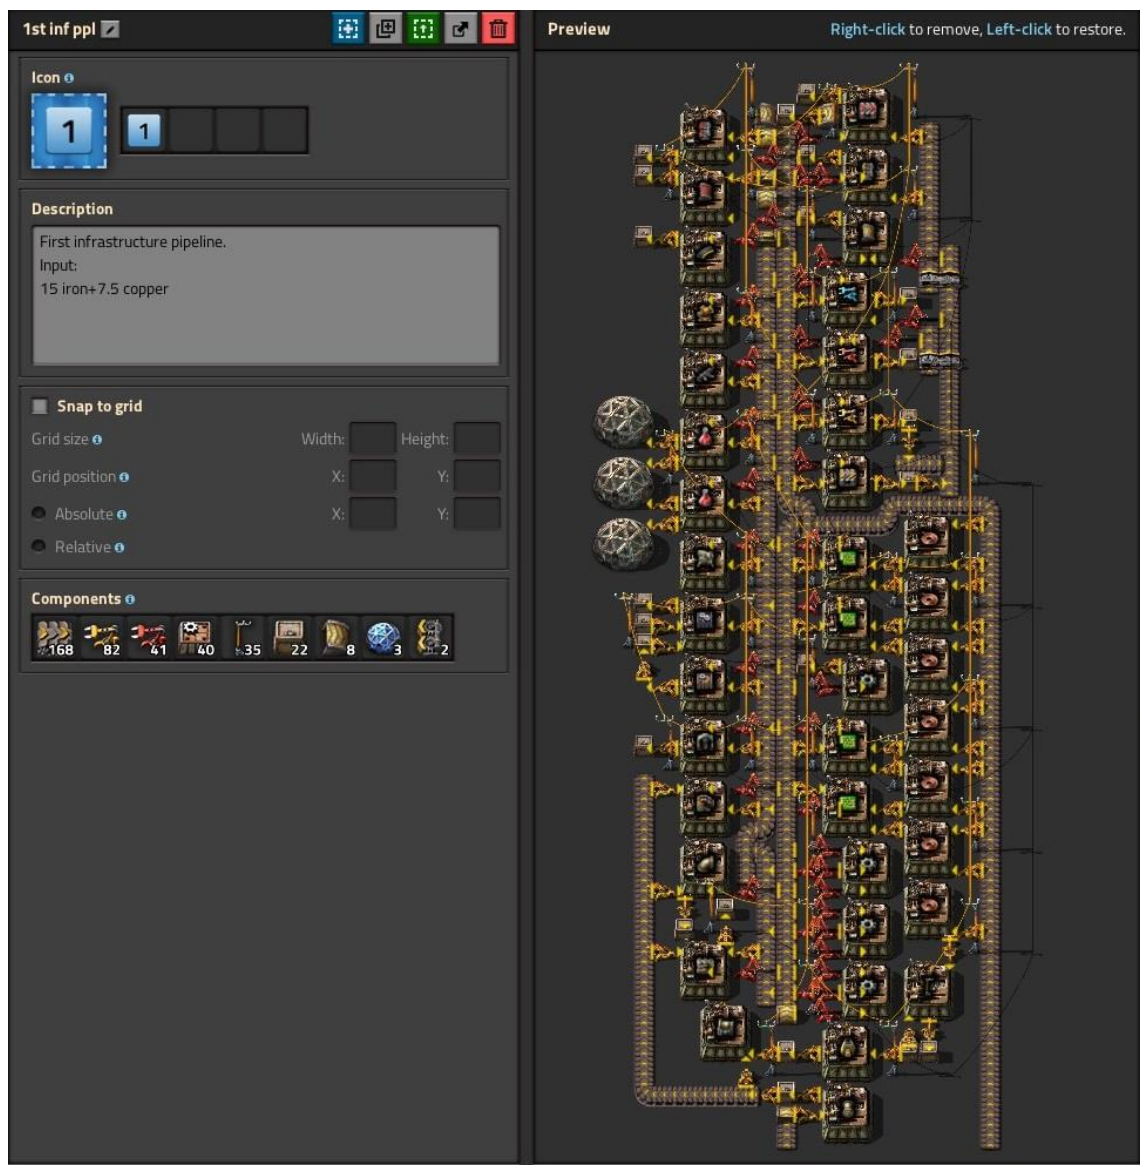 1st inf ppl
Preview
Right-click to remove, Left-click to restore.
Icon
1
1
Description
First infrastructure pipeline.
Input:
15 iron+7.5 copper
Snap to grid
Grid size Width: Height:
Grid position X: Y:
Absolute X: Y:
Relative
Components
168 82 41 40 35 22 8 3 2